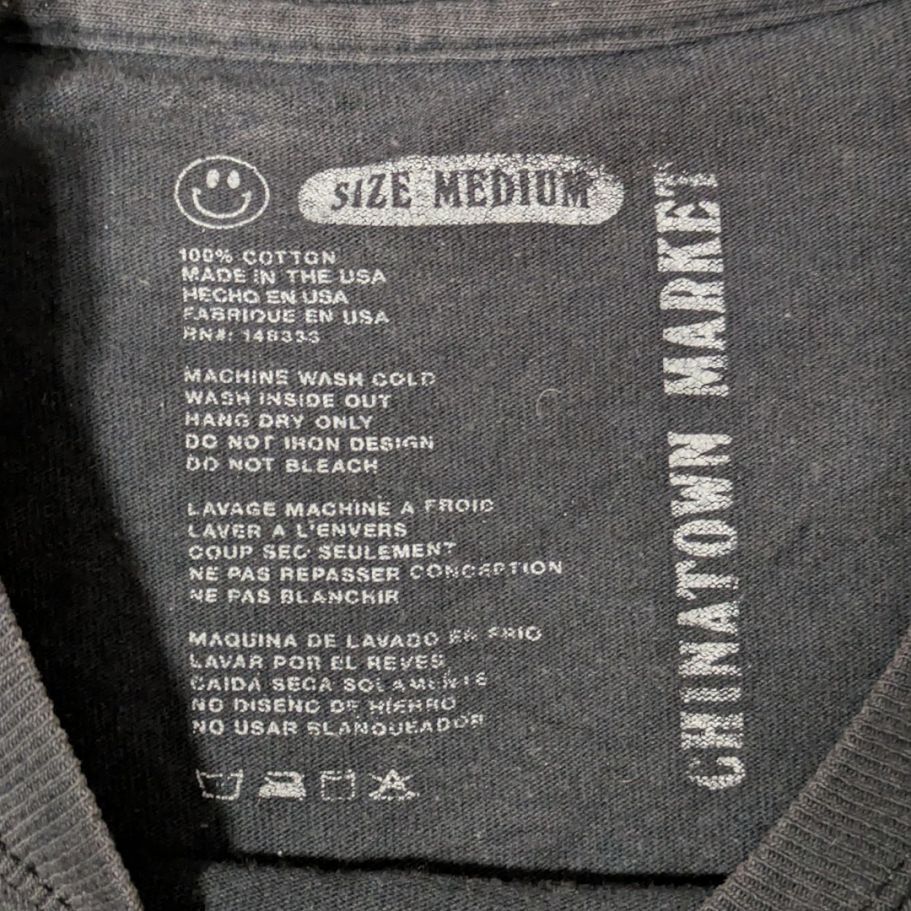 SIZE MEDIUM
100% COTTON
MADE IN THE USA
HECHO EN USA
FABRIQUE EN USA
RN#: 148333
MACHINE WASH COLD
WASH INSIDE OUT
HANG DRY ONLY
DO NOT IRON DESIGN
DO NOT BLEACH
LAVAGE MACHINE A FROID
LAVER A L'ENVERS
COUP SEC SEULEMENT
NE PAS REPASSER CONCEPTION
NE PAS BLANCHIR
MAQUINA DE LAVADO EN FRIO
LAVAR POR EL REVES
CAIDA SECA SOLAMENTE
NO DISENO DE HIERRO
NO USAR BLANQUEADOR
CHINATOWN MARKET